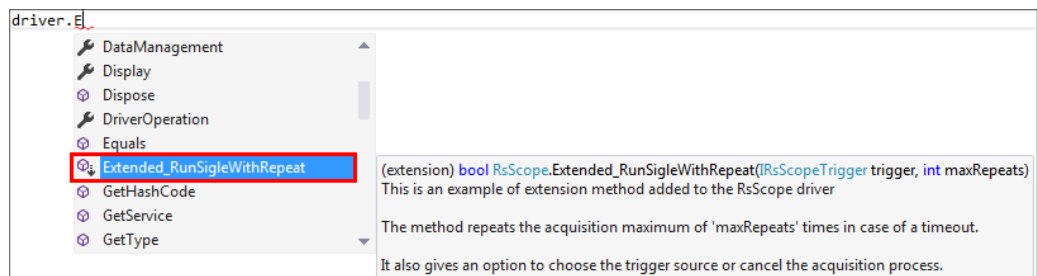 driver.E
DataManagement
Display
Dispose
DriverOperation
Equals
Extended_RunSigleWithRepeat
GetHashCode
GetService
GetType
(extension) bool RsScope.Extended_RunSigleWithRepeat(IRsScopeTrigger trigger, int maxRepeats)
This is an example of extension method added to the RsScope driver
The method repeats the acquisition maximum of 'maxRepeats' times in case of a timeout.
It also gives an option to choose the trigger source or cancel the acquisition process.